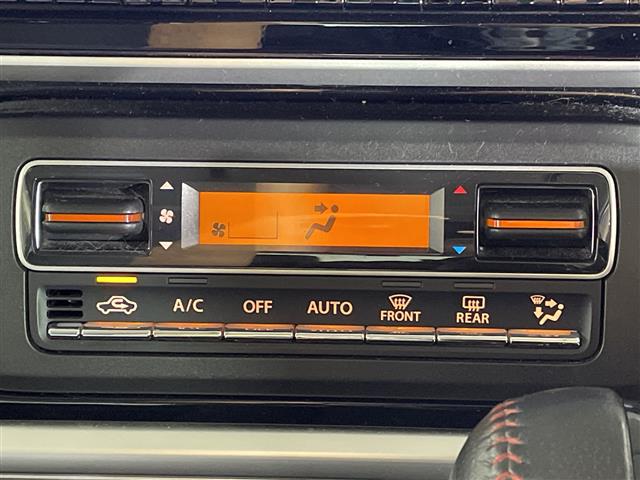 A/C OFF AUTO FRONT REAR